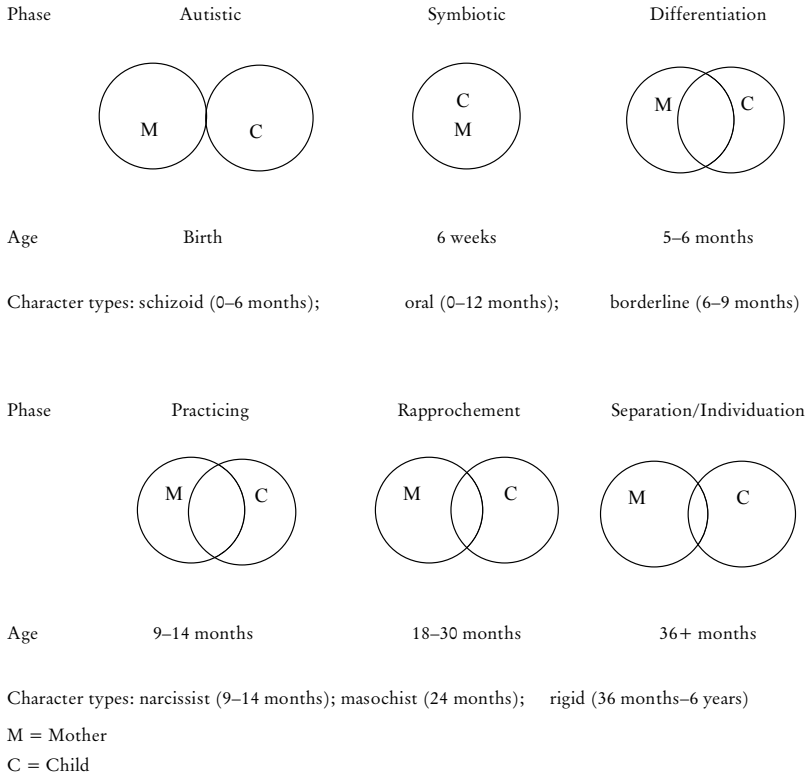 Phase Autistic Symbiotic Differentiation
M C C M M C
Age Birth 6 weeks 5–6 months
Character types: schizoid (0–6 months); oral (0–12 months); borderline (6–9 months)
Phase Practicing Rapprochement Separation/Individuation
M C M C M C
Age 9–14 months 18–30 months 36+ months
Character types: narcissist (9–14 months); masochist (24 months); rigid (36 months–6 years)
M = Mother
C = Child